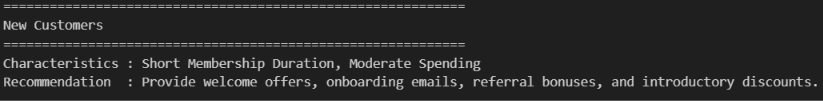 ============================================================
New Customers
============================================================
Characteristics : Short Membership Duration, Moderate Spending
Recommendation  : Provide welcome offers, onboarding emails, referral bonuses, and introductory discounts.